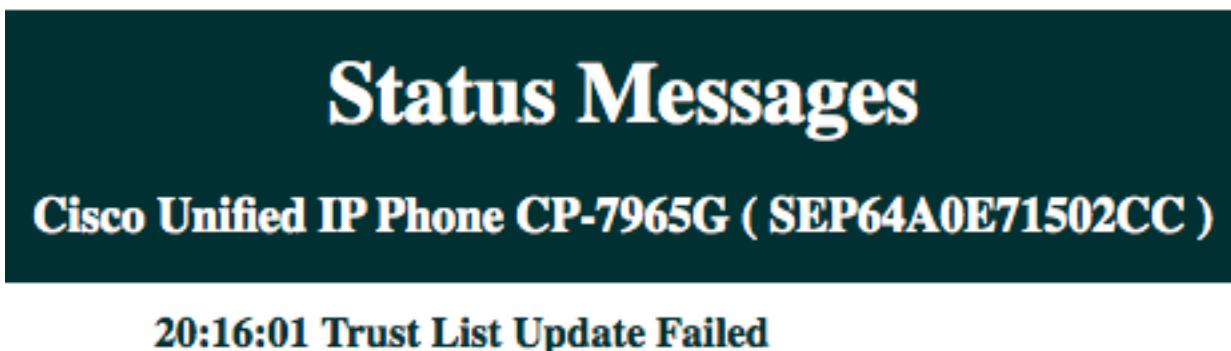 Status Messages
Cisco Unified IP Phone CP-7965G ( SEP64A0E71502CC )
20:16:01 Trust List Update Failed